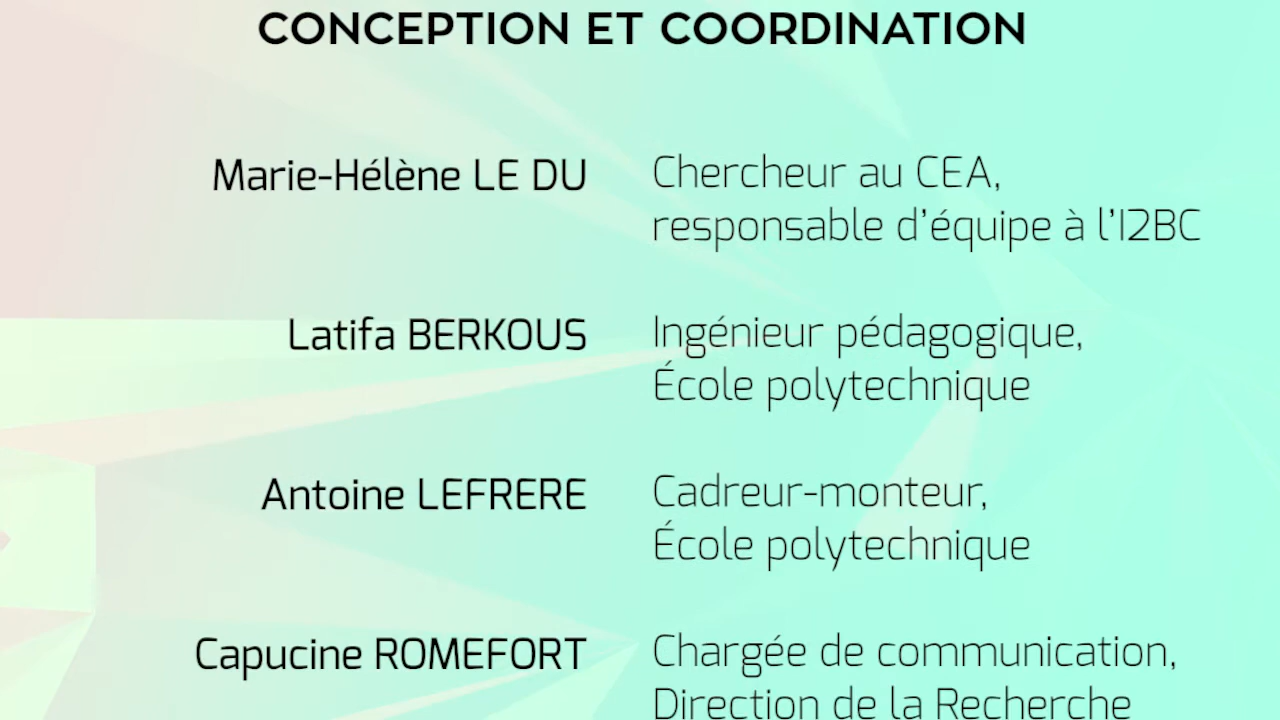 CONCEPTION ET COORDINATION
Marie-Hélène LE DU
Chercheur au CEA,
responsable d’équipe à l’I2BC
Latifa BERKOUS
Ingénieur pédagogique,
École polytechnique
Antoine LEFRERE
Cadreur-monteur,
École polytechnique
Capucine ROMEFORT
Chargée de communication,
Direction de la Recherche